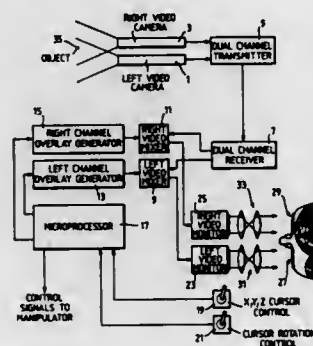 RIGHT VIDEO
CAMERA
3
5
35
OBJECT
DUAL CHANNEL
TRANSMITTER
LEFT VIDEO
CAMERA
1
15
11
7
RIGHT CHANNEL
OVERLAY GENERATOR
RIGHT
VIDEO
MIXER
DUAL CHANNEL
RECEIVER
LEFT CHANNEL
OVERLAY GENERATOR
LEFT
VIDEO
MIXER
13
9
25
33
29
RIGHT
VIDEO
MONITOR
MICROPROCESSOR
17
LEFT
VIDEO
MONITOR
23
31
27
CONTROL
SIGNALS TO
MANIPULATOR
19
X,Y,Z CURSOR
CONTROL
21
CURSOR ROTATION
CONTROL